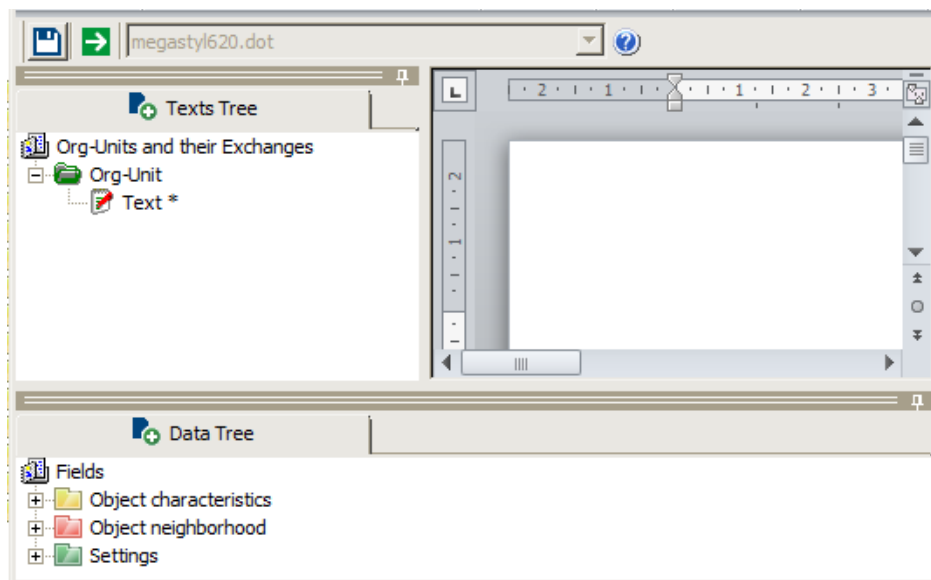 megastyl620.dot
Texts Tree
Org-Units and their Exchanges
Org-Unit
Text *
L
2 1 1 2 3
2 1
Data Tree
Fields
Object characteristics
Object neighborhood
Settings